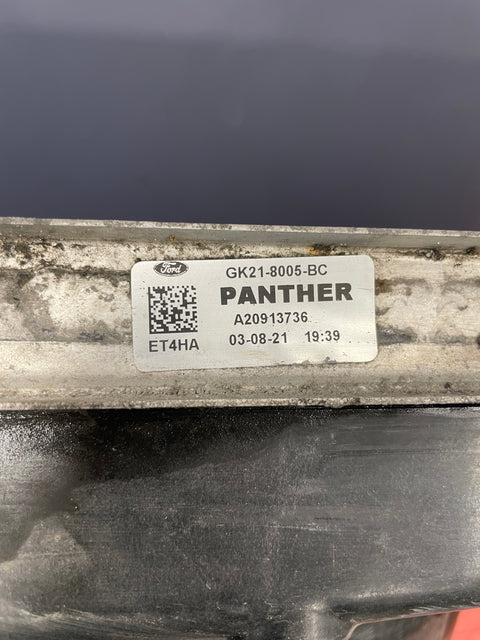 Ford
GK21-8005-BC
PANTHER
A20913736
ET4HA
03-08-21 19:39